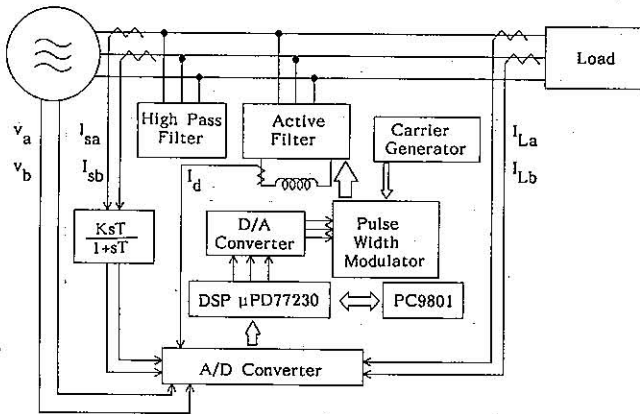 Load
High Pass
Filter
Active
Filter
Carrier
Generator
v_a
v_b
I_sa
I_sb
I_d
I_La
I_Lb
KsT
1+sT
D/A
Converter
Pulse
Width
Modulator
DSP μPD77230
PC9801
A/D Converter